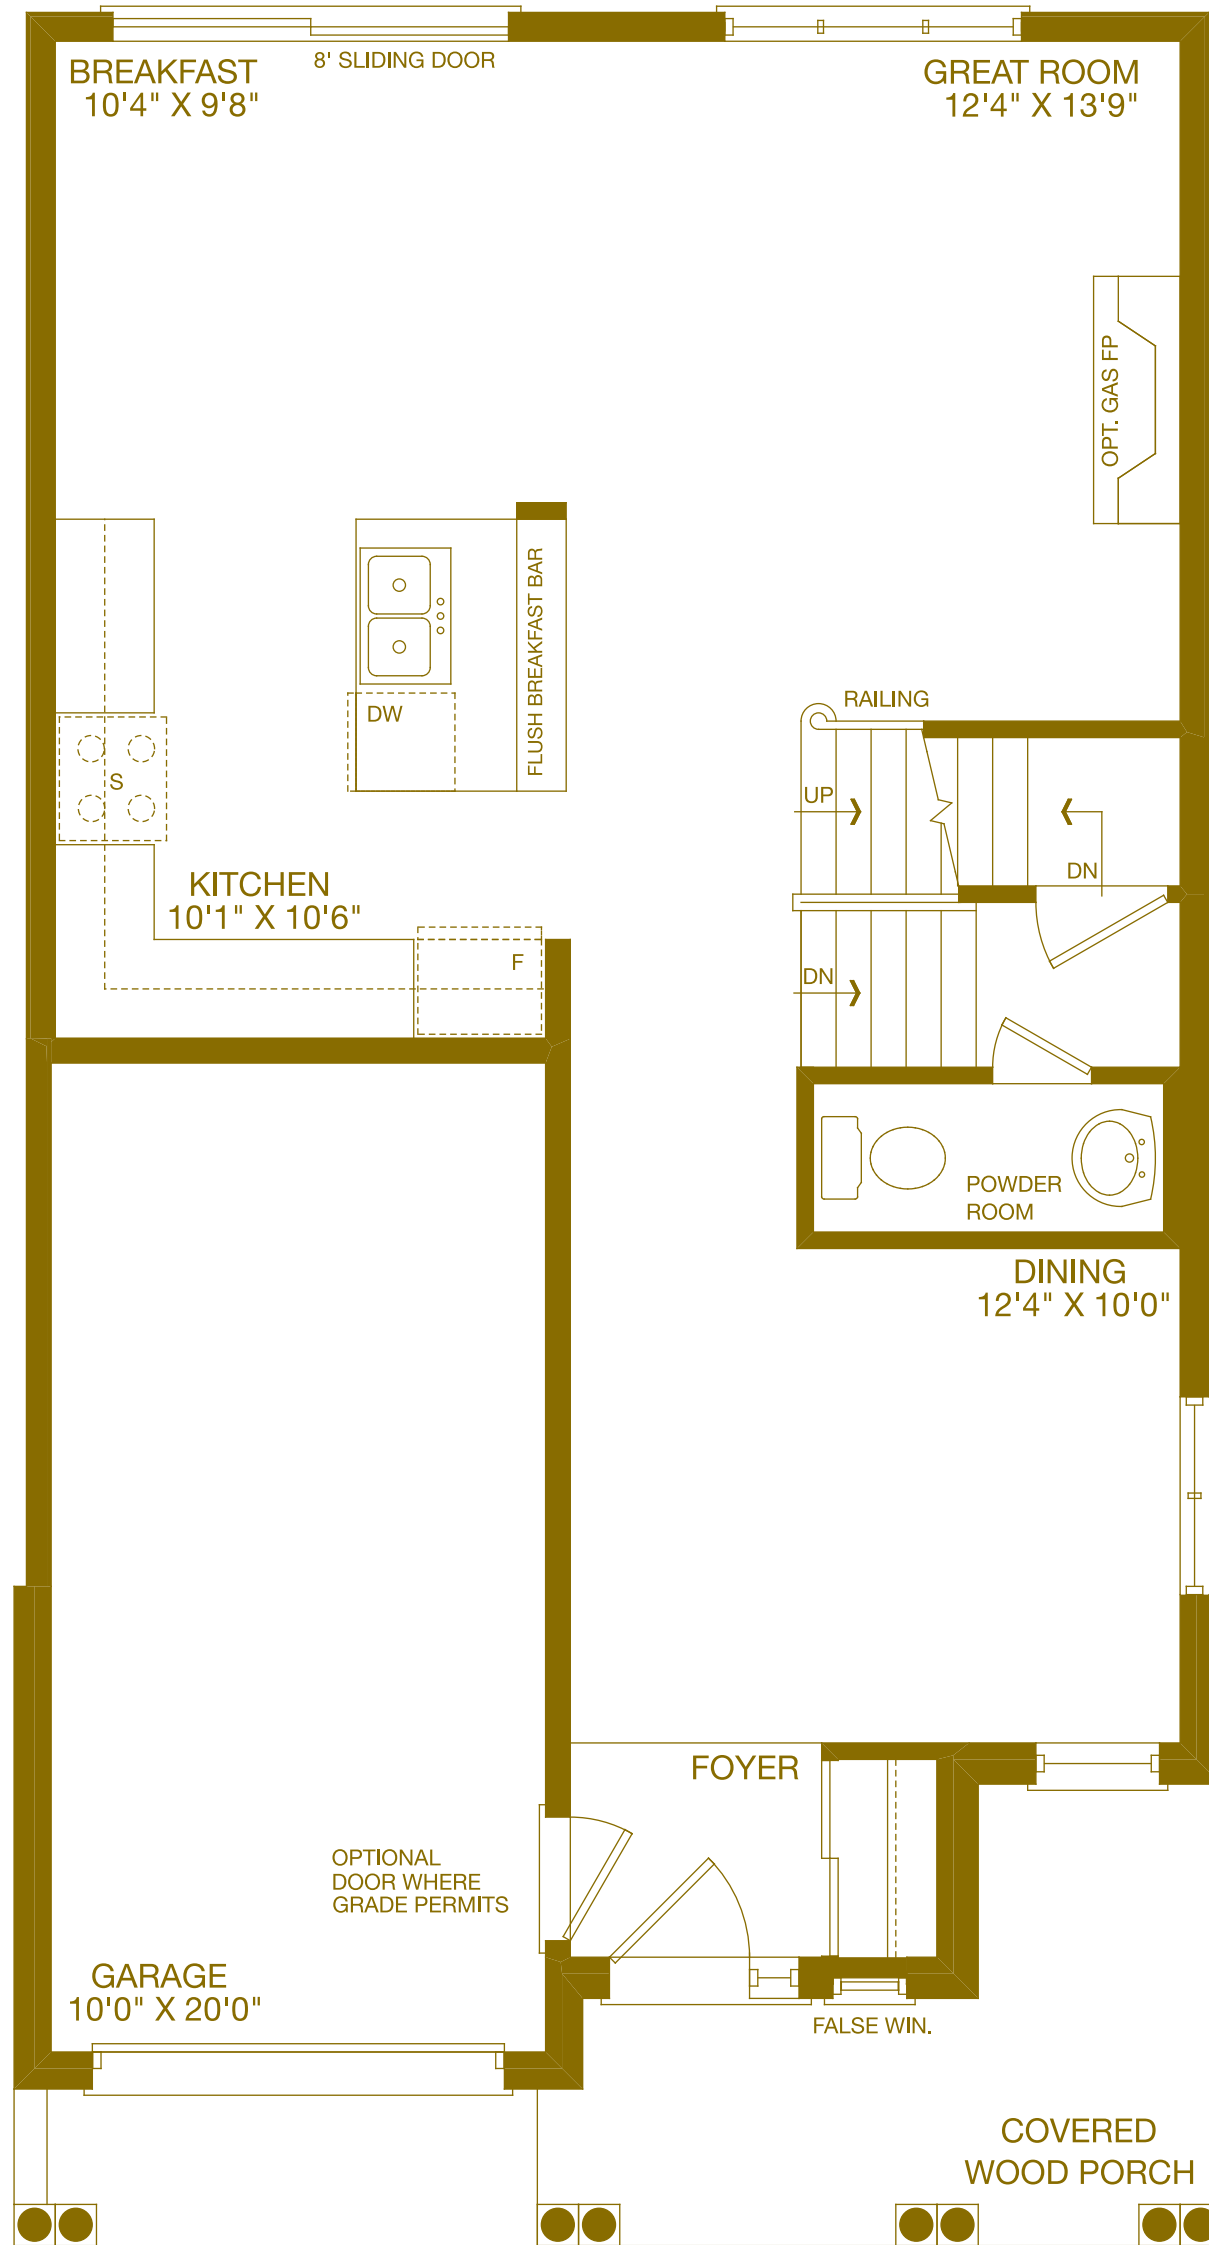 8' SLIDING DOOR
BREAKFAST
10'4" X 9'8"
GREAT ROOM
12'4" X 13'9"
OPT. GAS FP
FLUSH BREAKFAST BAR
DW
RAILING
S
UP
DN
KITCHEN
10'1" X 10'6"
F
DN
POWDER
ROOM
DINING
12'4" X 10'0"
FOYER
OPTIONAL
DOOR WHERE
GRADE PERMITS
GARAGE
10'0" X 20'0"
FALSE WIN.
COVERED
WOOD PORCH